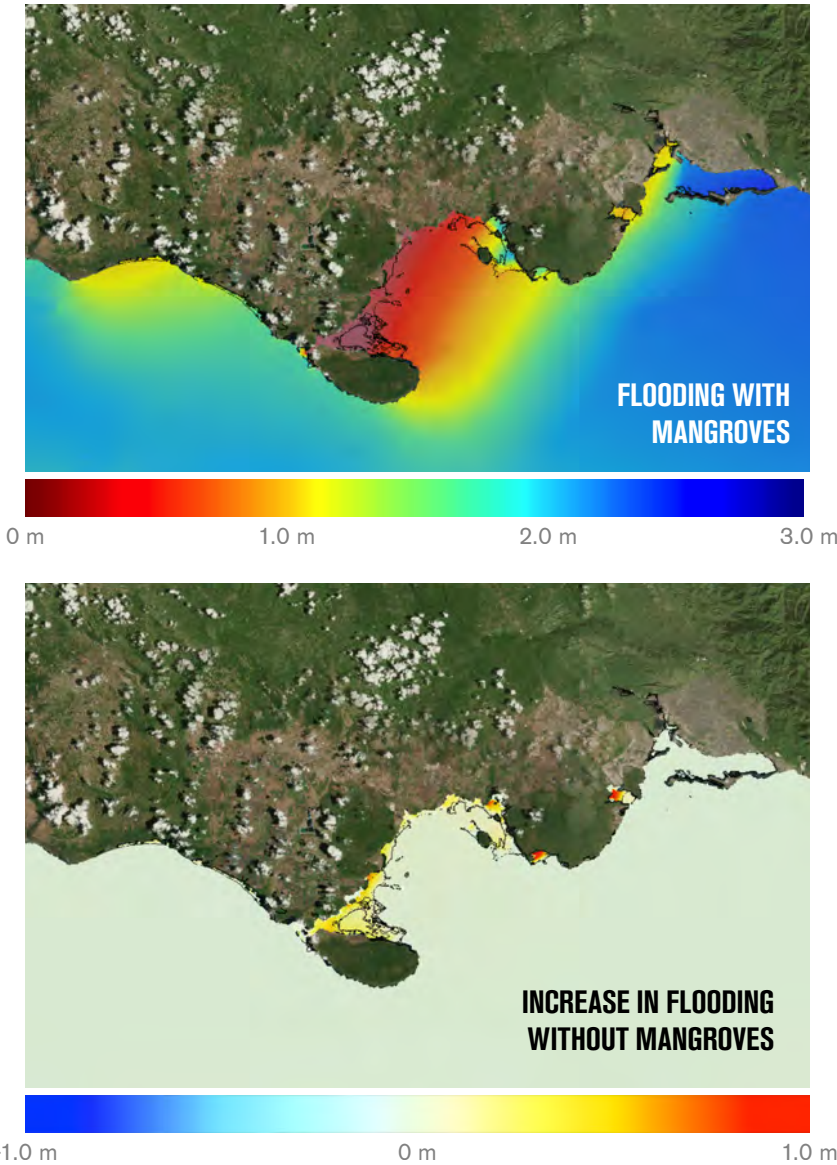 FLOODING WITH
MANGROVES
0 m 1.0 m 2.0 m 3.0 m
INCREASE IN FLOODING
WITHOUT MANGROVES
-1.0 m 0 m 1.0 m